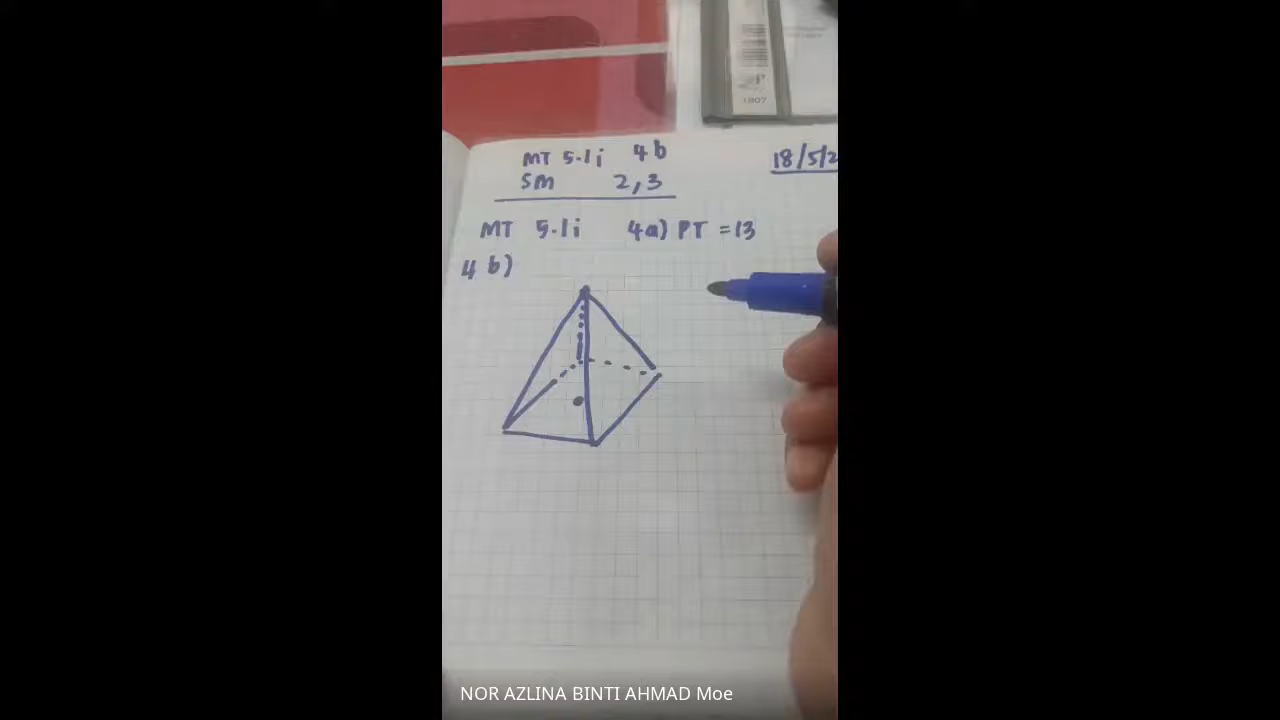 1807
MT 5.1i 4b
SM 2,3
18/5/2
MT 5.1i 4a) PT = 13
4 b)
NOR AZLINA BINTI AHMAD Moe